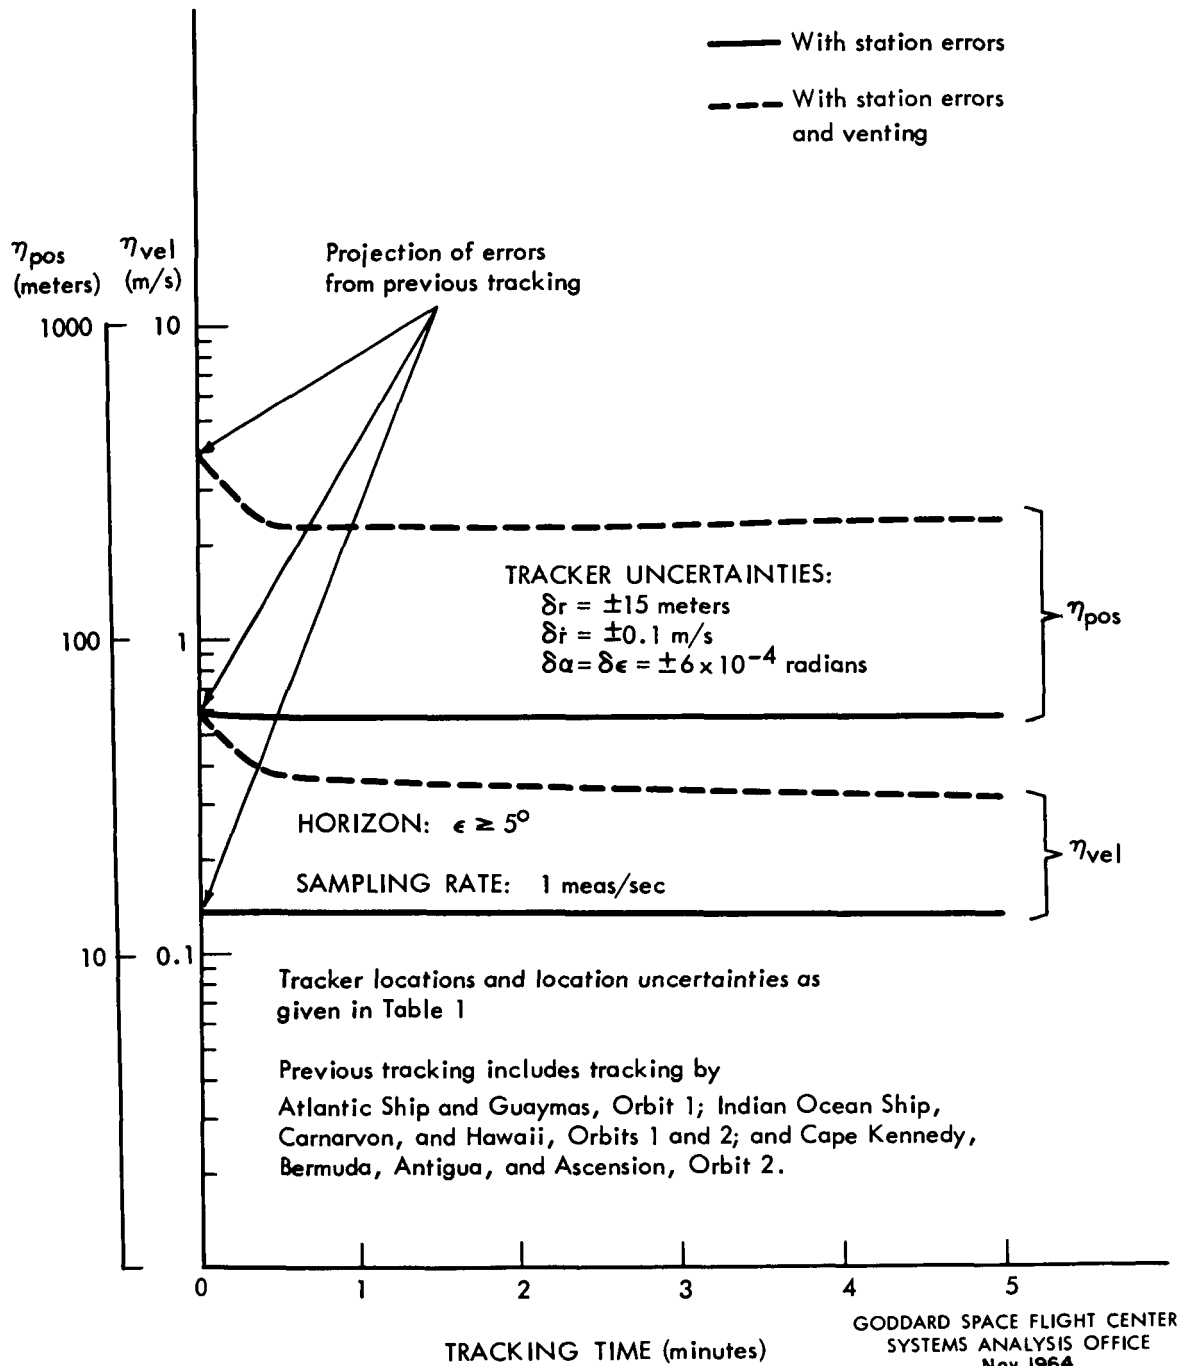 With station errors
With station errors
and venting
ηpos
(meters)
ηvel
(m/s)
Projection of errors
from previous tracking
1000
10
TRACKER UNCERTAINTIES:
δr = ±15 meters
δṙ = ±0.1 m/s
δα = δϵ = ±6 x 10⁻⁴ radians
ηpos
100
1
HORIZON: ϵ ≥ 5°
ηvel
SAMPLING RATE: 1 meas/sec
10
0.1
Tracker locations and location uncertainties as
given in Table 1
Previous tracking includes tracking by
Atlantic Ship and Guaymas, Orbit 1; Indian Ocean Ship,
Carnarvon, and Hawaii, Orbits 1 and 2; and Cape Kennedy,
Bermuda, Antigua, and Ascension, Orbit 2.
0 1 2 3 4 5
TRACKING TIME (minutes)
GODDARD SPACE FLIGHT CENTER
SYSTEMS ANALYSIS OFFICE
Nov 1964